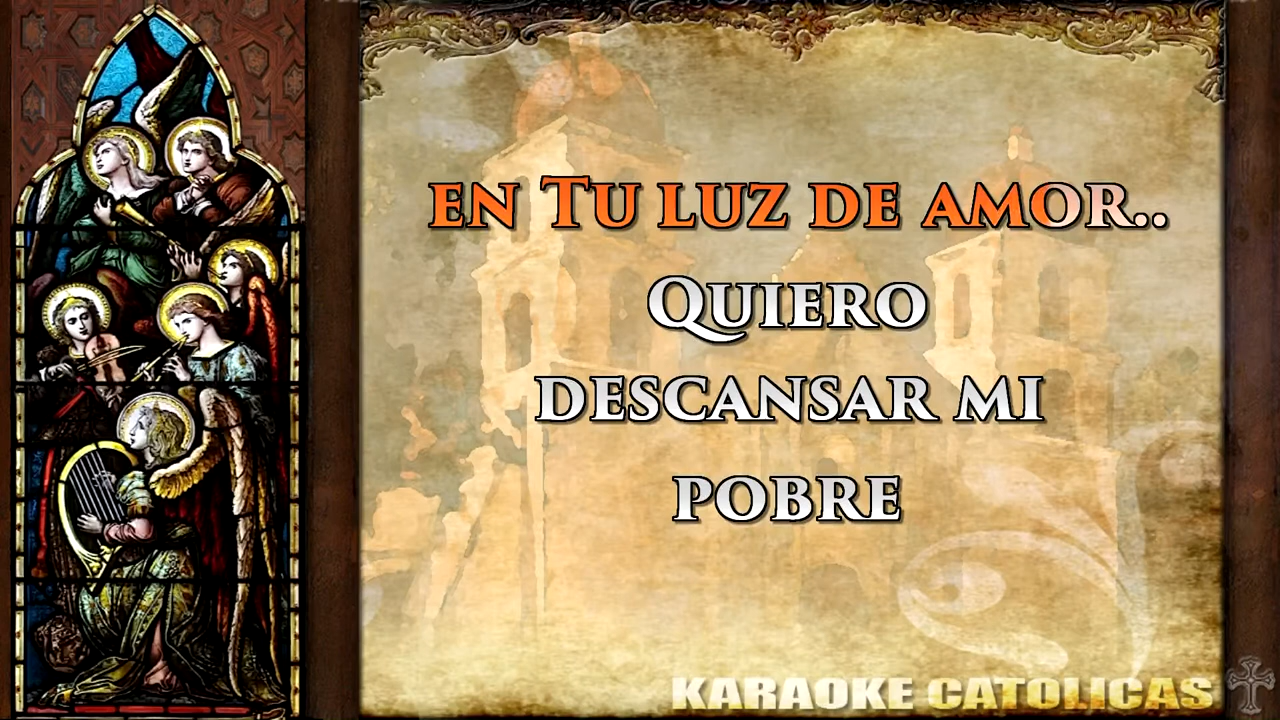 EN TU LUZ DE AMOR..
QUIERO
DESCANSAR MI
POBRE
KARAOKE CATOLICAS